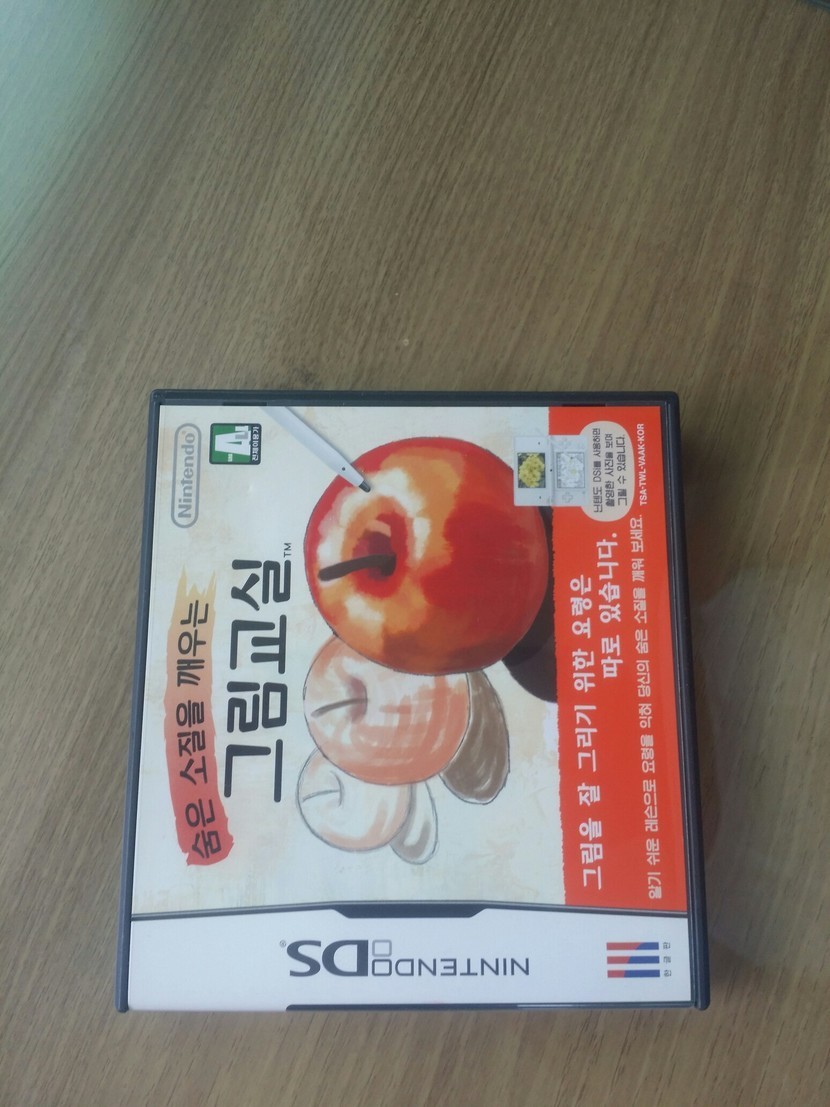 Nintendo®
전체이용가
숨은 소질을 깨우는
그림교실™
그림을 잘 그리기 위한 요령은
따로 있습니다.
알기 쉬운 레슨으로 요령을 익혀 당신의 숨은 소질을 깨워 보세요.
닌텐도 DSi를 사용하면
촬영한 사진을 보며
그릴 수 있습니다.
TSA-TWL-VAAK-KOR
NINTENDO DS®
한글판